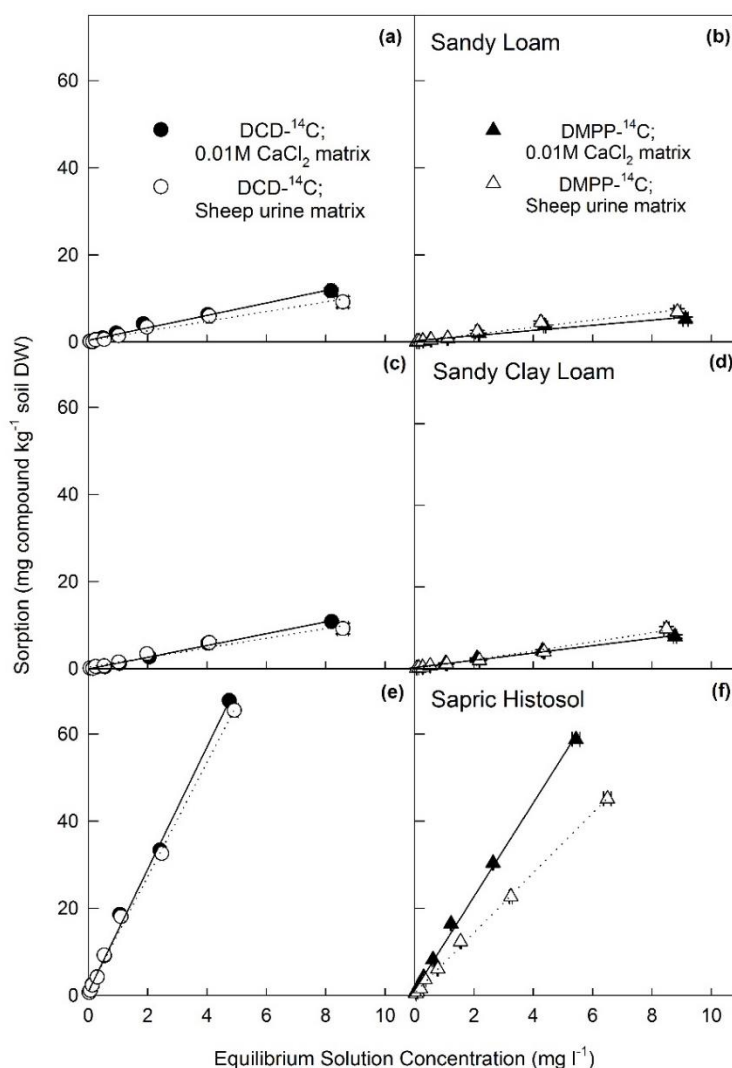 (a)
60
DCD-¹⁴C;
0.01M CaCl₂ matrix
DCD-¹⁴C;
Sheep urine matrix
40
20
0
Sandy Loam
(b)
DMPP-¹⁴C;
0.01M CaCl₂ matrix
DMPP-¹⁴C;
Sheep urine matrix
(c)
60
40
20
0
Sandy Clay Loam
(d)
(e)
60
40
20
0
Sapric Histosol
(f)
0 2 4 6 8 10
0 2 4 6 8 10
Sorption (mg compound kg⁻¹ soil DW)
Equilibrium Solution Concentration (mg l⁻¹)